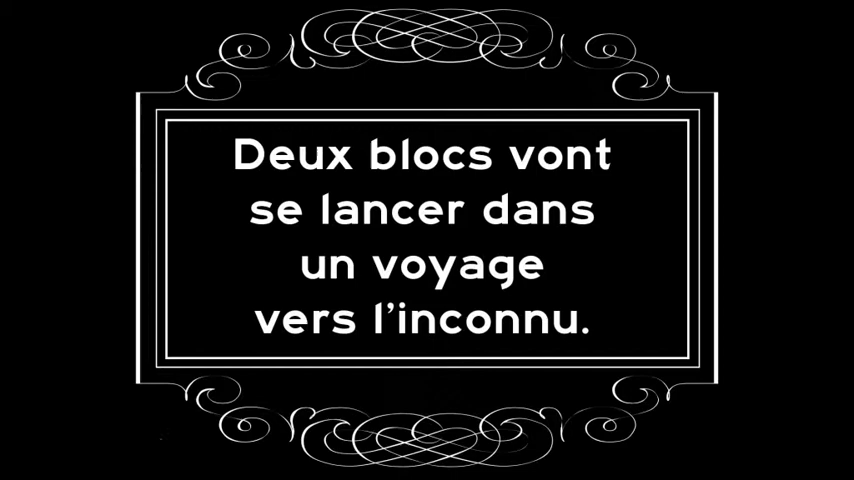 Deux blocs vont
se lancer dans
un voyage
vers l’inconnu.